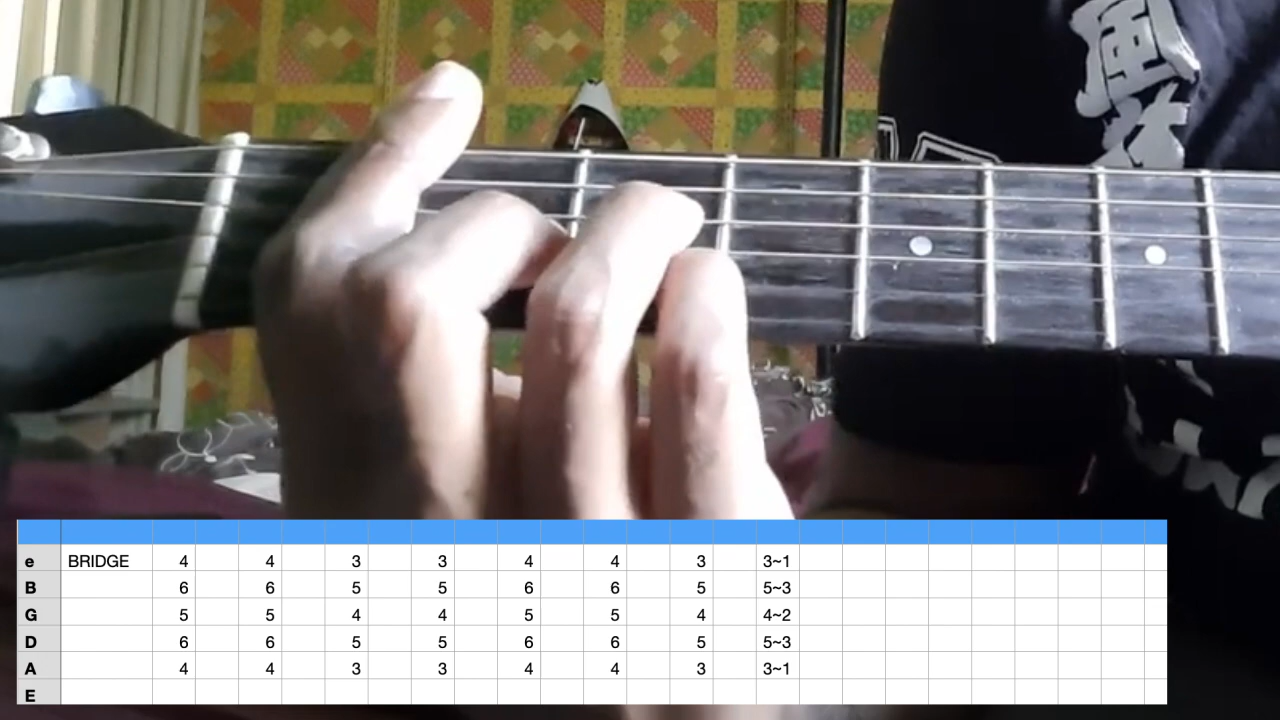 風
e BRIDGE 4 4 3 3 4 4 3 3~1
B 6 6 5 5 6 6 5 5~3
G 5 5 4 4 5 5 4 4~2
D 6 6 5 5 6 6 5 5~3
A 4 4 3 3 4 4 3 3~1
E